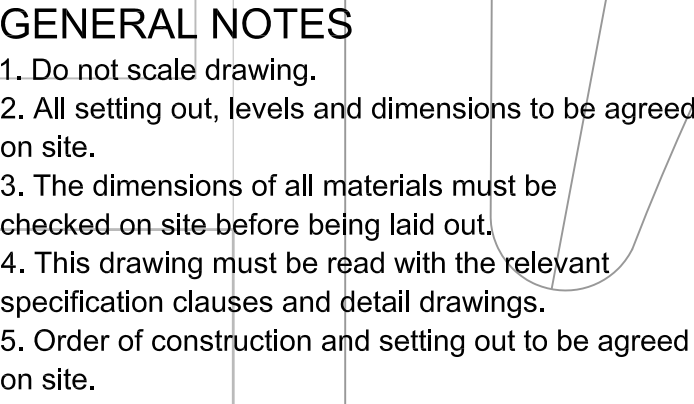 GENERAL NOTES
1. Do not scale drawing.
2. All setting out, levels and dimensions to be agreed
on site.
3. The dimensions of all materials must be
checked on site before being laid out.
4. This drawing must be read with the relevant
specification clauses and detail drawings.
5. Order of construction and setting out to be agreed
on site.